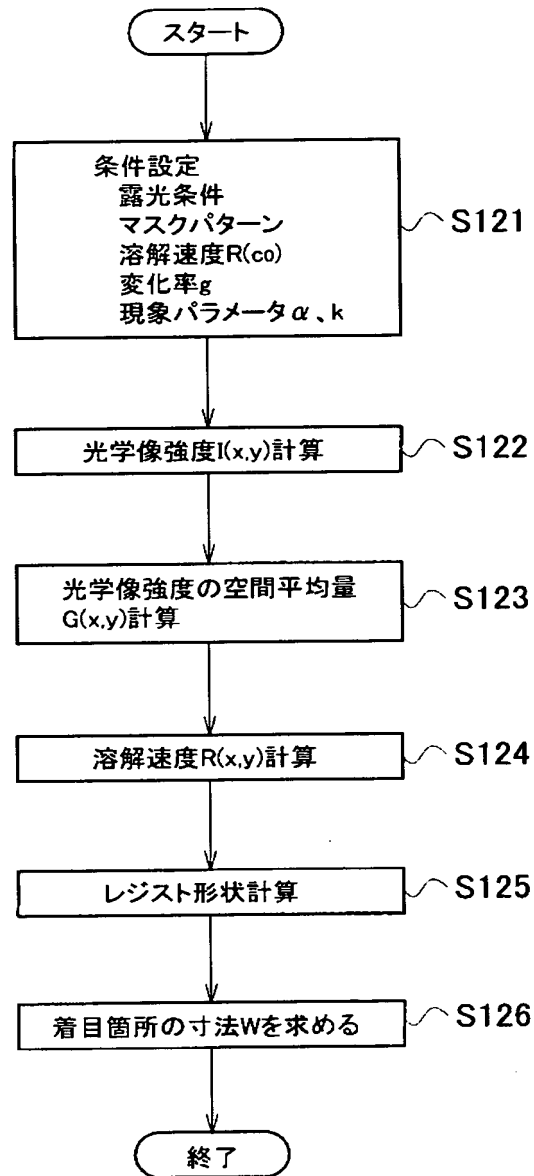 スタート
条件設定
露光条件
マスクパターン
溶解速度R(co)
変化率g
現象パラメータα、k
S121
光学像強度I(x,y)計算
S122
光学像強度の空間平均量
G(x,y)計算
S123
溶解速度R(x,y)計算
S124
レジスト形状計算
S125
着目箇所の寸法Wを求める
S126
終了